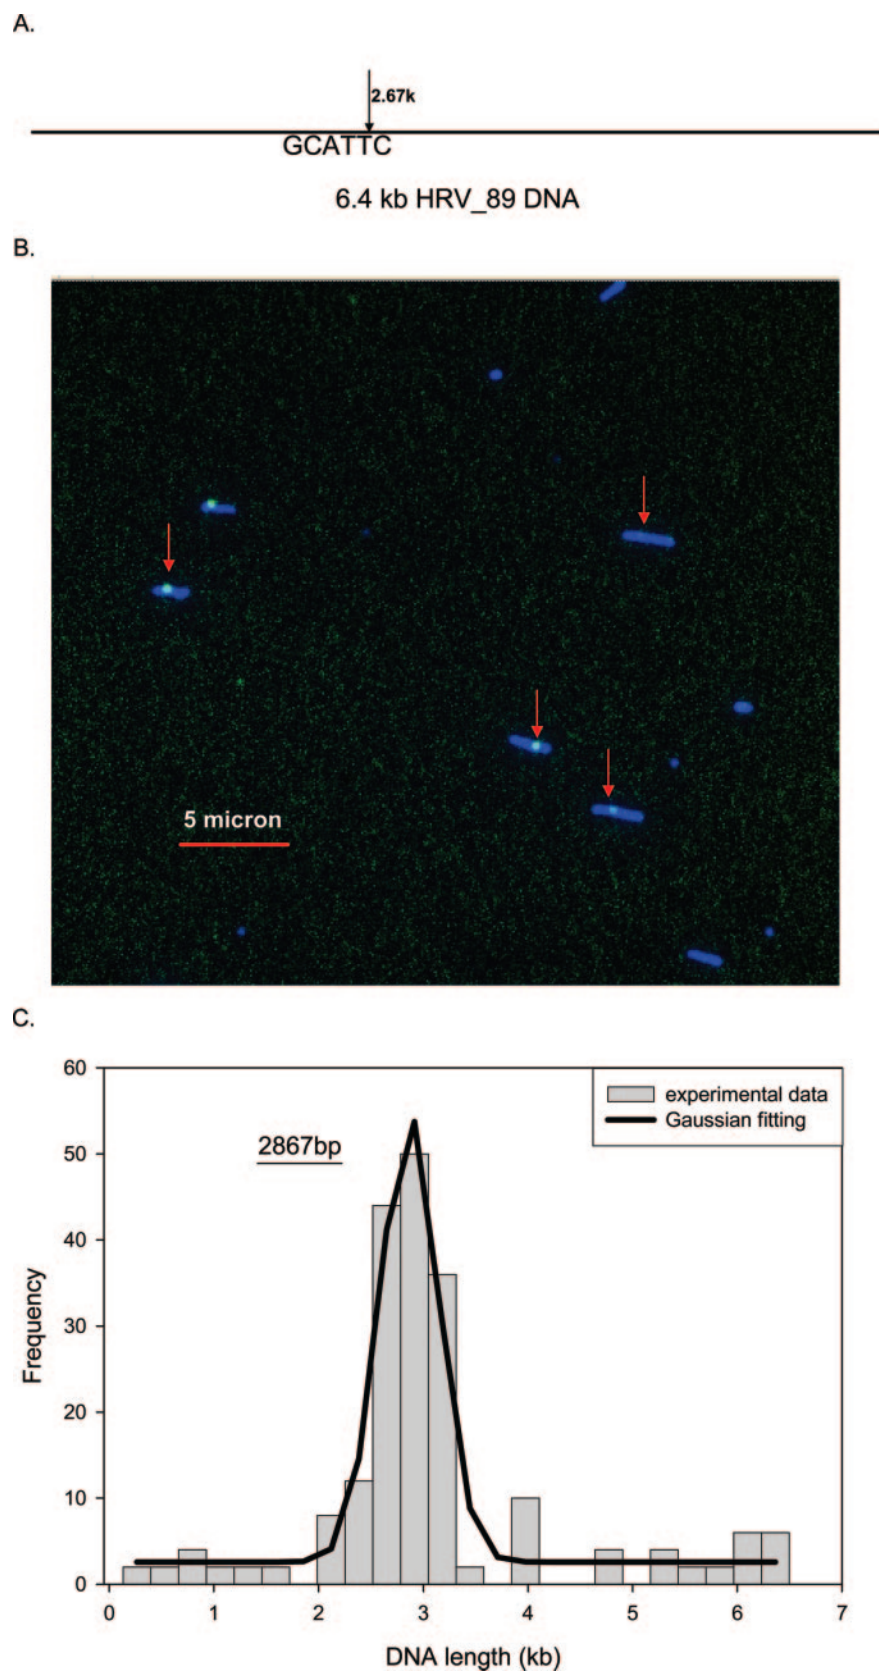 A.
2.67k
GCATTC
6.4 kb HRV_89 DNA
B.
5 micron
C.
60
50
40
30
20
10
0
Frequency
2867bp
experimental data
Gaussian fitting
0 1 2 3 4 5 6 7
DNA length (kb)